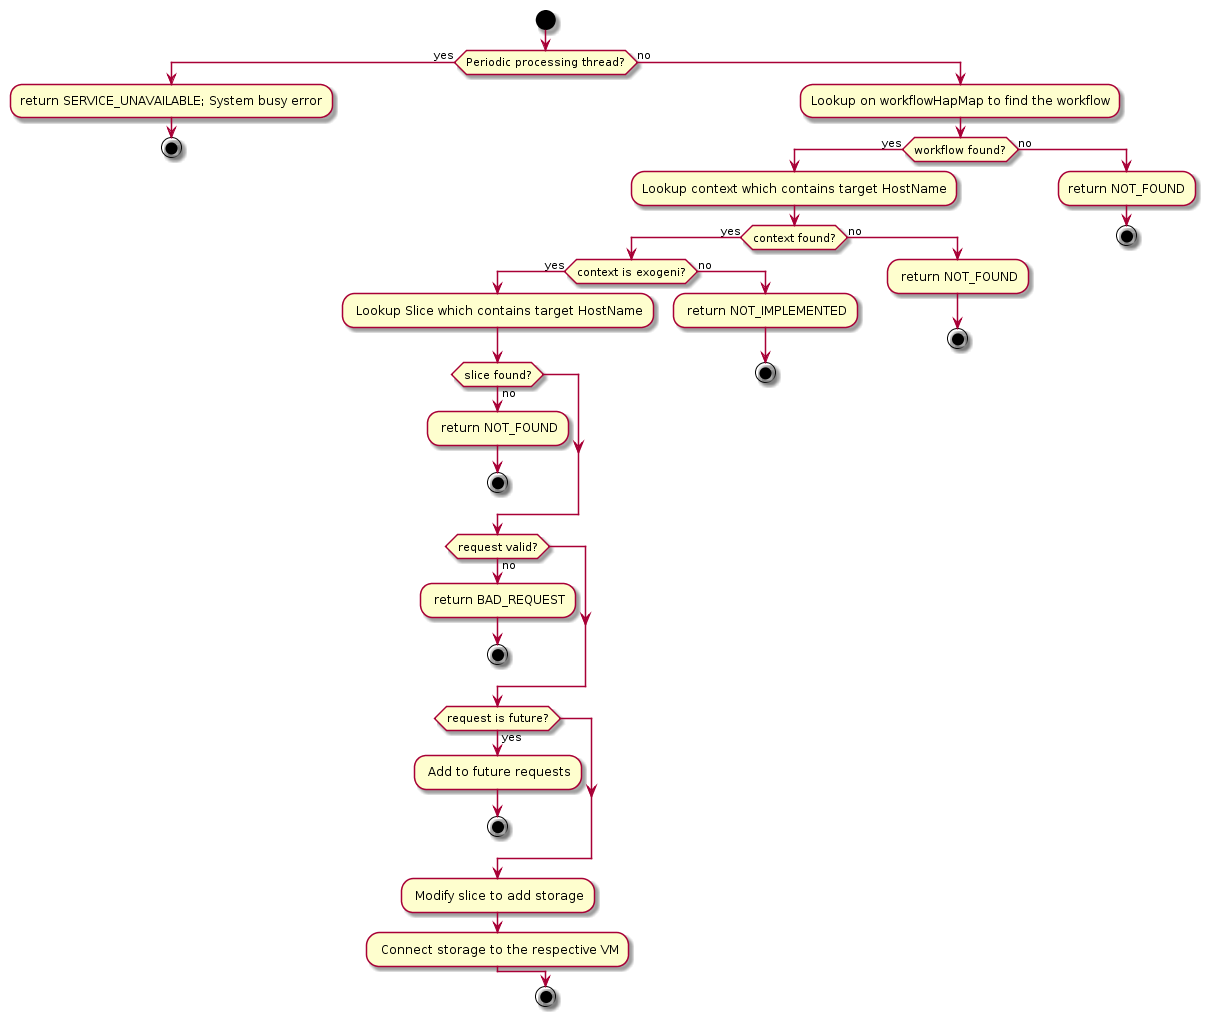 yes
Periodic processing thread?
no
return SERVICE_UNAVAILABLE; System busy error
Lookup on workflowHapMap to find the workflow
yes
workflow found?
no
Lookup context which contains target HostName
return NOT_FOUND
yes
context found?
no
yes
context is exogeni?
no
return NOT_FOUND
Lookup Slice which contains target HostName
return NOT_IMPLEMENTED
slice found?
no
return NOT_FOUND
request valid?
no
return BAD_REQUEST
request is future?
yes
Add to future requests
Modify slice to add storage
Connect storage to the respective VM